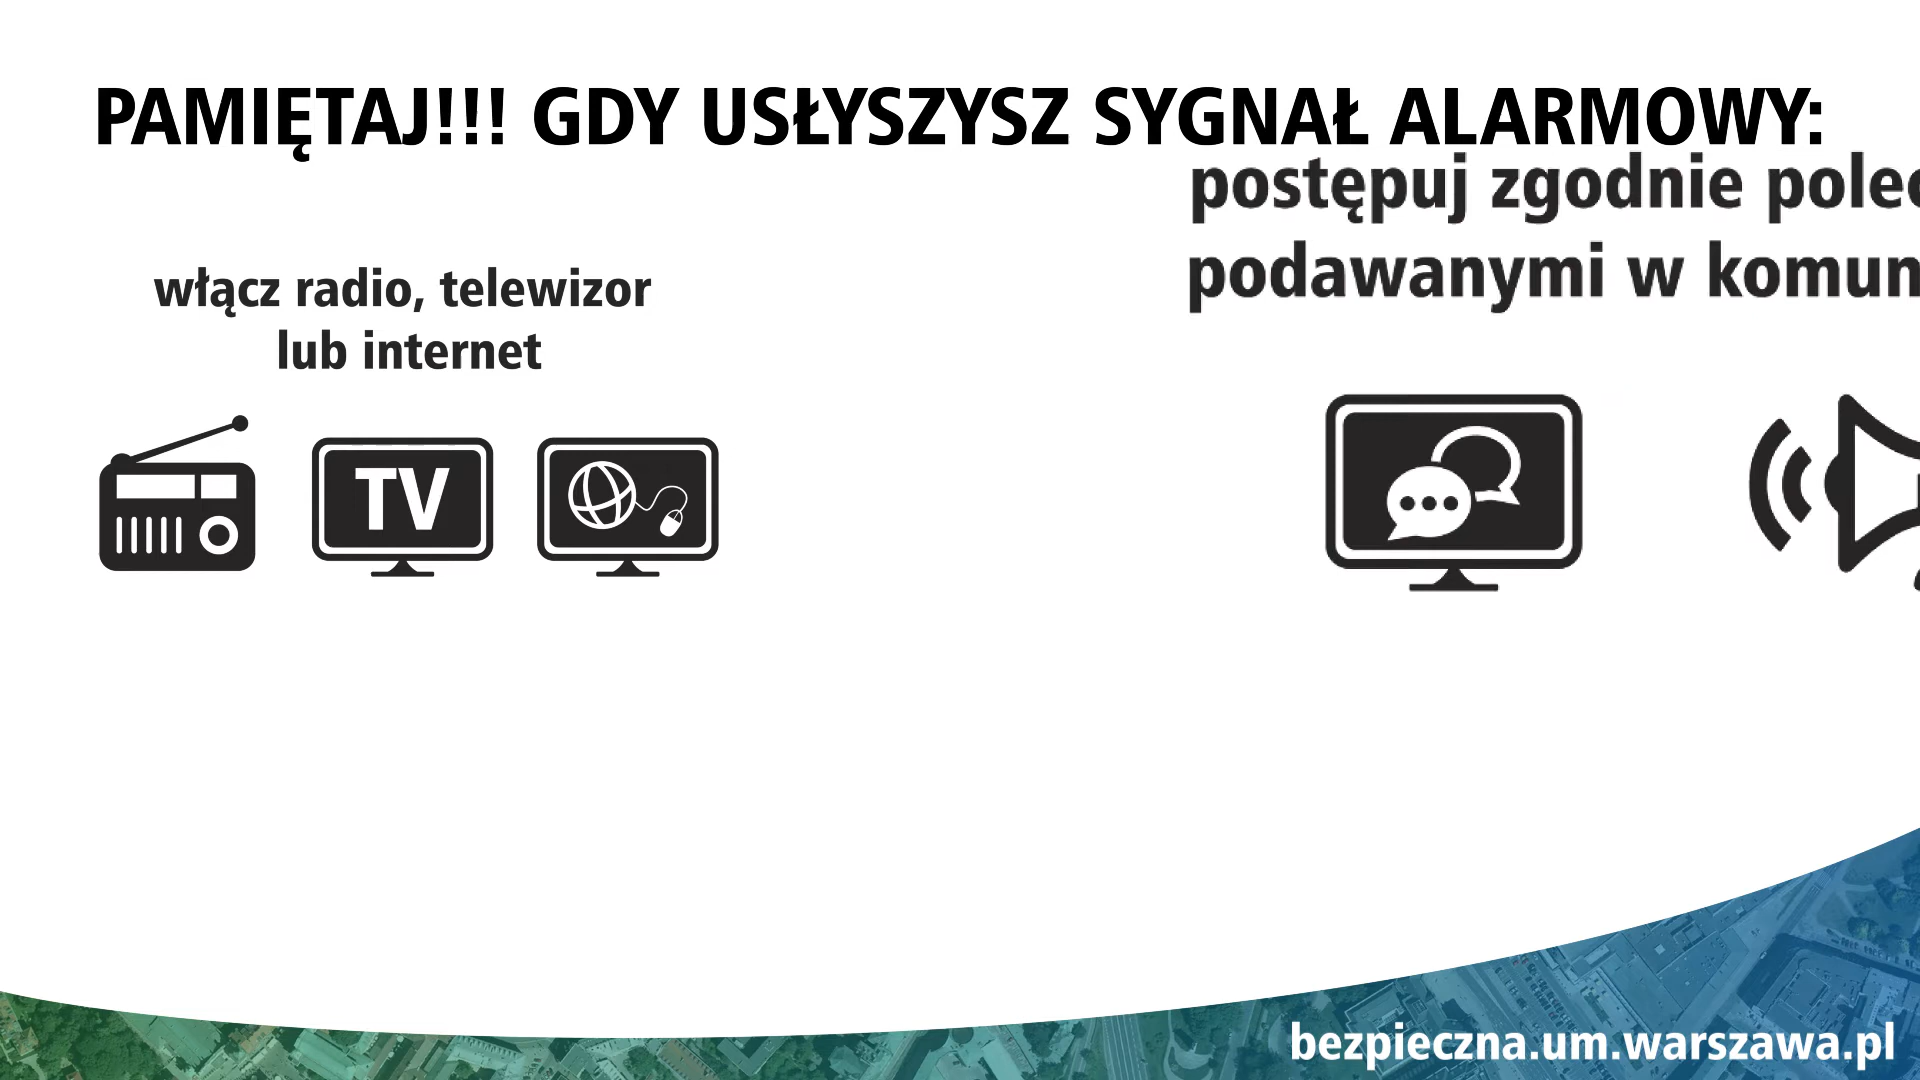 PAMIĘTAJ!!! GDY USŁYSZYSZ SYGNAŁ ALARMOWY:
włącz radio, telewizor
lub internet
TV
postępuj zgodnie
podawanymi w
bezpieczna.um.warszawa.pl